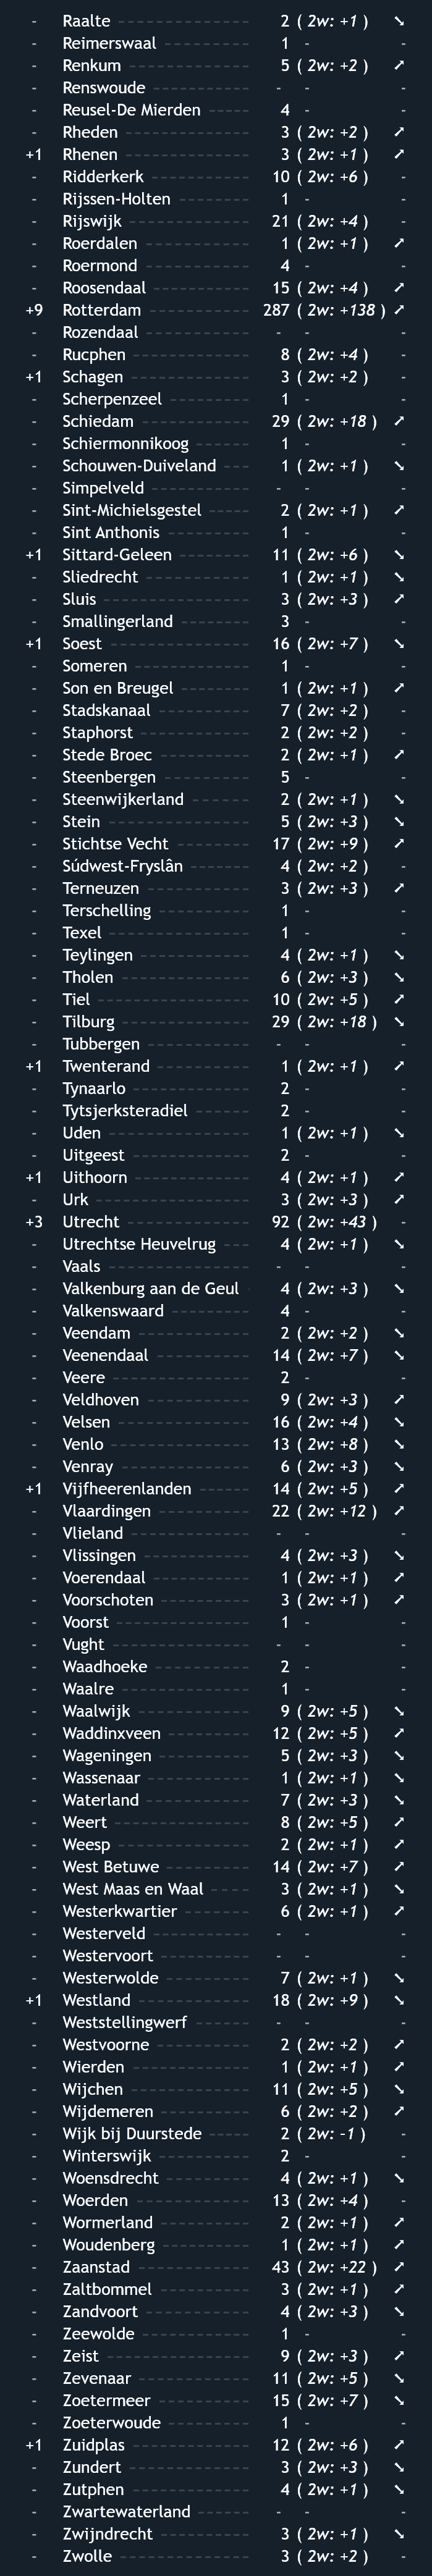 - Raalte 2 ( 2w: +1 ) ↘
- Reimerswaal 1 - -
- Renkum 5 ( 2w: +2 ) ↗
- Renswoude - - -
- Reusel-De Mierden 4 - -
- Rheden 3 ( 2w: +2 ) ↗
+1 Rhenen 3 ( 2w: +1 ) ↗
- Ridderkerk 10 ( 2w: +6 ) -
- Rijssen-Holten 1 - -
- Rijswijk 21 ( 2w: +4 ) -
- Roerdalen 1 ( 2w: +1 ) ↗
- Roermond 4 - -
- Roosendaal 15 ( 2w: +4 ) ↗
+9 Rotterdam 287 ( 2w: +138 ) ↗
- Rozendaal - - -
- Rucphen 8 ( 2w: +4 ) -
+1 Schagen 3 ( 2w: +2 ) -
- Scherpenzeel 1 - -
- Schiedam 29 ( 2w: +18 ) ↗
- Schiermonnikoog 1 - -
- Schouwen-Duiveland 1 ( 2w: +1 ) ↘
- Simpelveld - - -
- Sint-Michielsgestel 2 ( 2w: +1 ) ↗
- Sint Anthonis 1 - -
+1 Sittard-Geleen 11 ( 2w: +6 ) ↘
- Sliedrecht 1 ( 2w: +1 ) ↘
- Sluis 3 ( 2w: +3 ) ↗
- Smallingerland 3 - -
+1 Soest 16 ( 2w: +7 ) ↘
- Someren 1 - -
- Son en Breugel 1 ( 2w: +1 ) ↗
- Stadskanaal 7 ( 2w: +2 ) -
- Staphorst 2 ( 2w: +2 ) -
- Stede Broec 2 ( 2w: +1 ) ↗
- Steenbergen 5 - -
- Steenwijkerland 2 ( 2w: +1 ) ↘
- Stein 5 ( 2w: +3 ) ↘
- Stichtse Vecht 17 ( 2w: +9 ) ↗
- Súdwest-Fryslân 4 ( 2w: +2 ) -
- Terneuzen 3 ( 2w: +3 ) ↗
- Terschelling 1 - -
- Texel 1 - -
- Teylingen 4 ( 2w: +1 ) ↘
- Tholen 6 ( 2w: +3 ) ↘
- Tiel 10 ( 2w: +5 ) ↗
- Tilburg 29 ( 2w: +18 ) ↘
- Tubbergen - - -
+1 Twenterand 1 ( 2w: +1 ) ↗
- Tynaarlo 2 - -
- Tytsjerksteradiel 2 - -
- Uden 1 ( 2w: +1 ) ↘
- Uitgeest 2 - -
+1 Uithoorn 4 ( 2w: +1 ) ↗
- Urk 3 ( 2w: +3 ) ↗
+3 Utrecht 92 ( 2w: +43 ) -
- Utrechtse Heuvelrug 4 ( 2w: +1 ) ↘
- Vaals - - -
- Valkenburg aan de Geul 4 ( 2w: +3 ) ↘
- Valkenswaard 4 - -
- Veendam 2 ( 2w: +2 ) ↘
- Veenendaal 14 ( 2w: +7 ) ↘
- Veere 2 - -
- Veldhoven 9 ( 2w: +3 ) ↗
- Velsen 16 ( 2w: +4 ) ↘
- Venlo 13 ( 2w: +8 ) ↘
- Venray 6 ( 2w: +3 ) ↘
+1 Vijfheerenlanden 14 ( 2w: +5 ) ↗
- Vlaardingen 22 ( 2w: +12 ) ↗
- Vlieland - - -
- Vlissingen 4 ( 2w: +3 ) ↘
- Voerendaal 1 ( 2w: +1 ) ↗
- Voorschoten 3 ( 2w: +1 ) ↗
- Voorst 1 - -
- Vught - - -
- Waadhoeke 2 - -
- Waalre 1 - -
- Waalwijk 9 ( 2w: +5 ) ↘
- Waddinxveen 12 ( 2w: +5 ) ↗
- Wageningen 5 ( 2w: +3 ) ↘
- Wassenaar 1 ( 2w: +1 ) ↘
- Waterland 7 ( 2w: +3 ) ↘
- Weert 8 ( 2w: +5 ) ↗
- Weesp 2 ( 2w: +1 ) ↗
- West Betuwe 14 ( 2w: +7 ) ↗
- West Maas en Waal 3 ( 2w: +1 ) ↘
- Westerkwartier 6 ( 2w: +1 ) ↗
- Westerveld - - -
- Westervoort - - -
- Westerwolde 7 ( 2w: +1 ) ↘
+1 Westland 18 ( 2w: +9 ) ↘
- Weststellingwerf - - -
- Westvoorne 2 ( 2w: +2 ) ↗
- Wierden 1 ( 2w: +1 ) ↗
- Wijchen 11 ( 2w: +5 ) ↘
- Wijdemeren 6 ( 2w: +2 ) ↗
- Wijk bij Duurstede 2 ( 2w: -1 ) -
- Winterswijk 2 - -
- Woensdrecht 4 ( 2w: +1 ) ↘
- Woerden 13 ( 2w: +4 ) ↗
- Wormerland 2 ( 2w: +1 ) ↗
- Woudenberg 1 ( 2w: +1 ) ↗
- Zaanstad 43 ( 2w: +22 ) ↗
- Zaltbommel 3 ( 2w: +1 ) ↗
- Zandvoort 4 ( 2w: +3 ) ↘
- Zeewolde 1 - -
- Zeist 9 ( 2w: +3 ) ↗
- Zevenaar 11 ( 2w: +5 ) ↘
- Zoetermeer 15 ( 2w: +7 ) ↘
- Zoeterwoude 1 - -
+1 Zuidplas 12 ( 2w: +6 ) ↗
- Zundert 3 ( 2w: +3 ) ↘
- Zutphen 4 ( 2w: +1 ) ↘
- Zwartewaterland - - -
- Zwijndrecht 3 ( 2w: +1 ) ↘
- Zwolle 3 ( 2w: +2 ) -